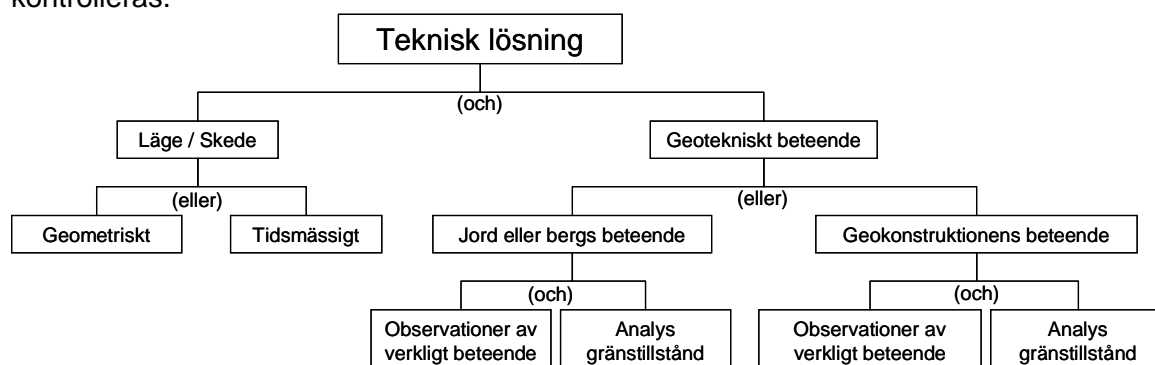 kontrolleras.
Teknisk lösning
(och)
Läge / Skede
Geotekniskt beteende
(eller)
(eller)
Geometriskt
Tidsmässigt
Jord eller bergs beteende
Geokonstruktionens beteende
(och)
(och)
Observationer av
verkligt beteende
Analys
gränstillstånd
Observationer av
verkligt beteende
Analys
gränstillstånd